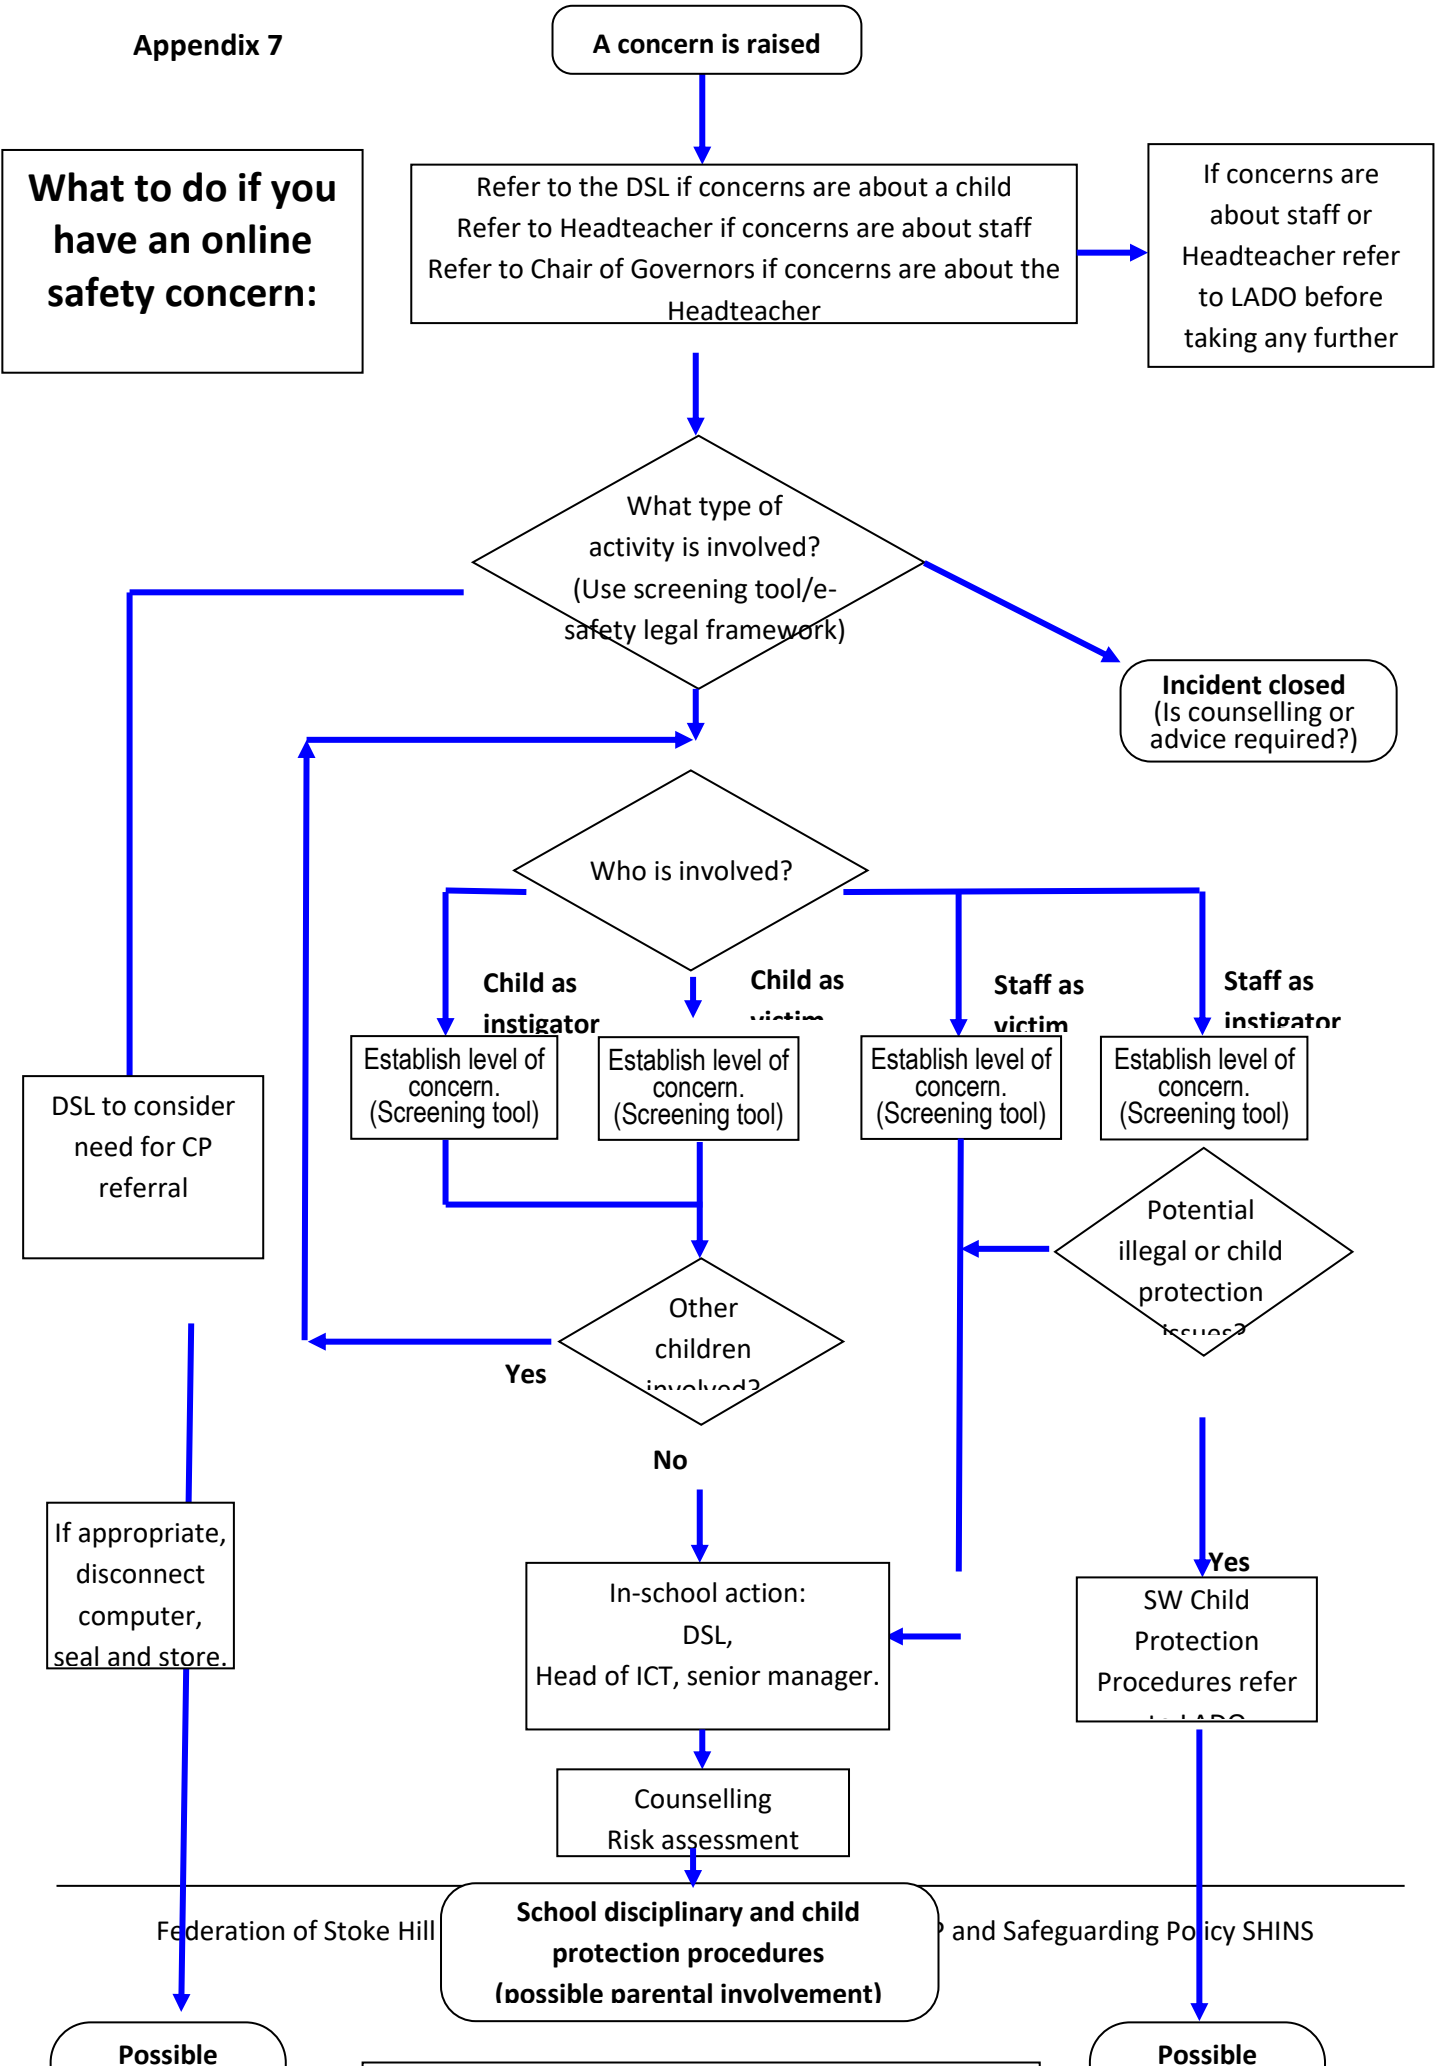 Appendix 7
A concern is raised
What to do if you
have an online
safety concern:
Refer to the DSL if concerns are about a child
Refer to Headteacher if concerns are about staff
Refer to Chair of Governors if concerns are about the
Headteacher
If concerns are
about staff or
Headteacher refer
to LADO before
taking any further
What type of
activity is involved?
(Use screening tool/e-
safety legal framework)
Incident closed
(Is counselling or
advice required?)
Who is involved?
Child as
instigator
Child as
victim
Staff as
victim
Staff as
instigator
Establish level of
concern.
(Screening tool)
Establish level of
concern.
(Screening tool)
Establish level of
concern.
(Screening tool)
Establish level of
concern.
(Screening tool)
DSL to consider
need for CP
referral
Potential
illegal or child
protection
issues?
Other
children
involved?
Yes
No
If appropriate,
disconnect
computer,
seal and store.
In-school action:
DSL,
Head of ICT, senior manager.
Yes
SW Child
Protection
Procedures refer
to LADO
Counselling
Risk assessment
School disciplinary and child
protection procedures
(possible parental involvement)
Federation of Stoke Hill
and Safeguarding Policy SHINS
Possible
Possible